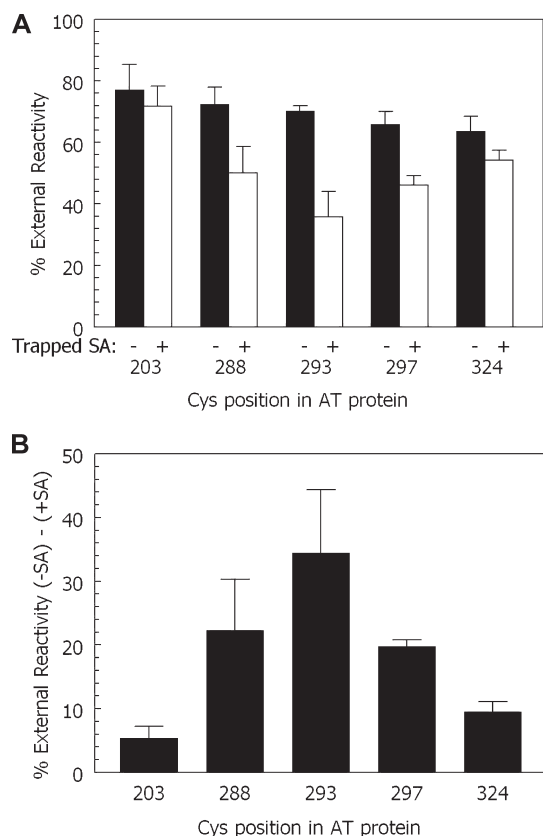 A
% External Reactivity
100
80
60
40
20
0
Trapped SA: - + - + - + - + - +
203 288 293 297 324
Cys position in AT protein
B
% External Reactivity (-SA) - (+SA)
50
40
30
20
10
0
203 288 293 297 324
Cys position in AT protein